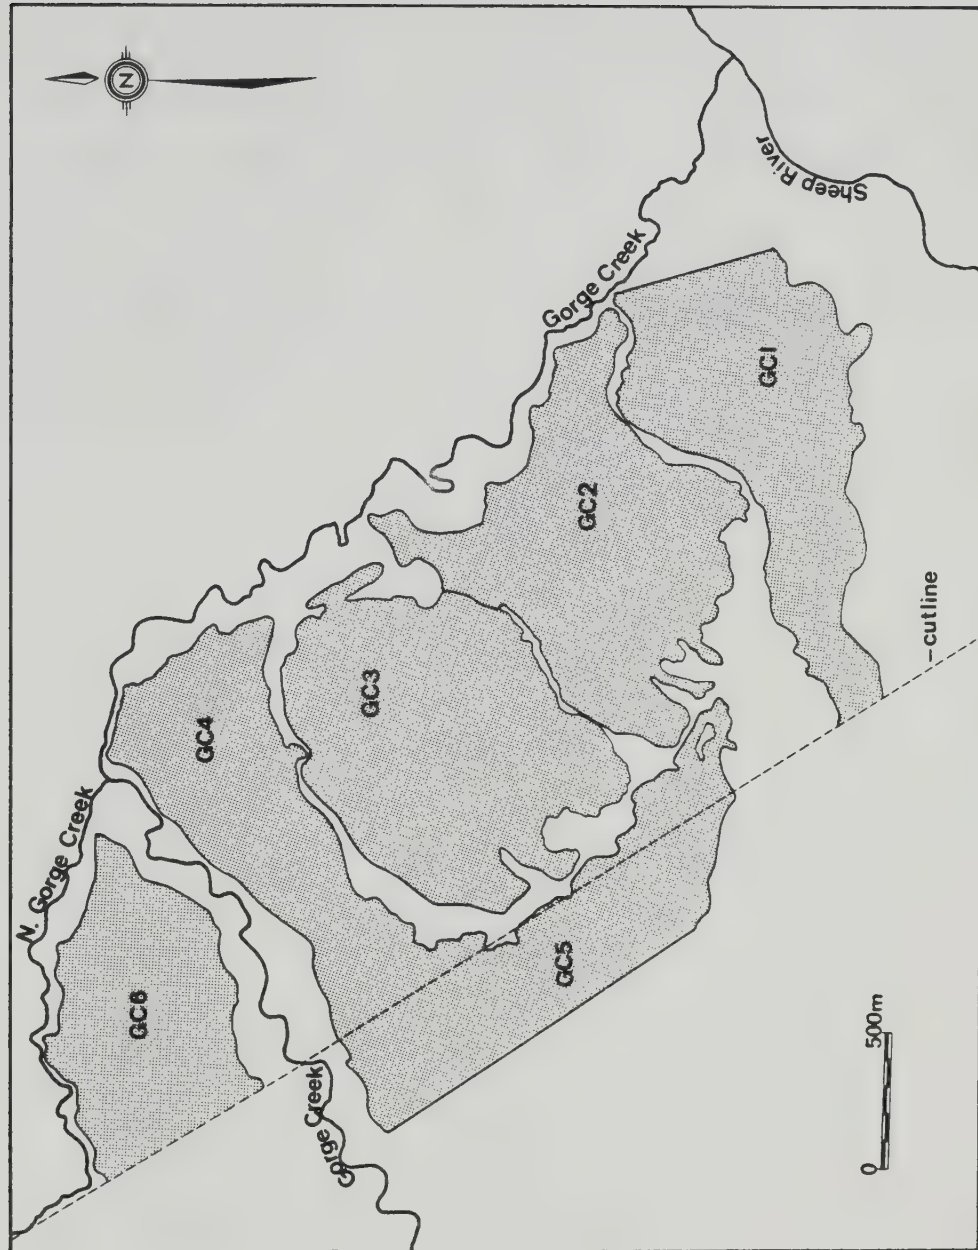 N. Gorge Creek
N
GC6
GC4
Gorge Creek
GC3
GC5
GC2
Gorge Creek
GC1
Sheep River
0 500m
cutline